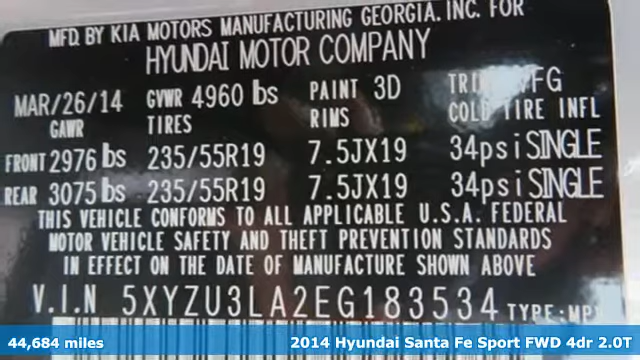 MFD. BY KIA MOTORS MANUFACTURING GEORGIA. INC. FOR
HYUNDAI MOTOR COMPANY
MAR/26/14 GVWR 4960 lbs PAINT 3D
GAWR TIRES RIMS COLD TIRE INFL
FRONT 2976 lbs 235/55R19 7.5JX19 34psi SINGLE
REAR 3075 lbs 235/55R19 7.5JX19 34psi SINGLE
THIS VEHICLE CONFORMS TO ALL APPLICABLE U.S.A. FEDERAL
MOTOR VEHICLE SAFETY AND THEFT PREVENTION STANDARDS
IN EFFECT ON THE DATE OF MANUFACTURE SHOWN ABOVE
V.I.N 5XYZU3LA2EG183534 TYPE:
44,684 miles 2014 Hyundai Santa Fe Sport FWD 4dr 2.0T